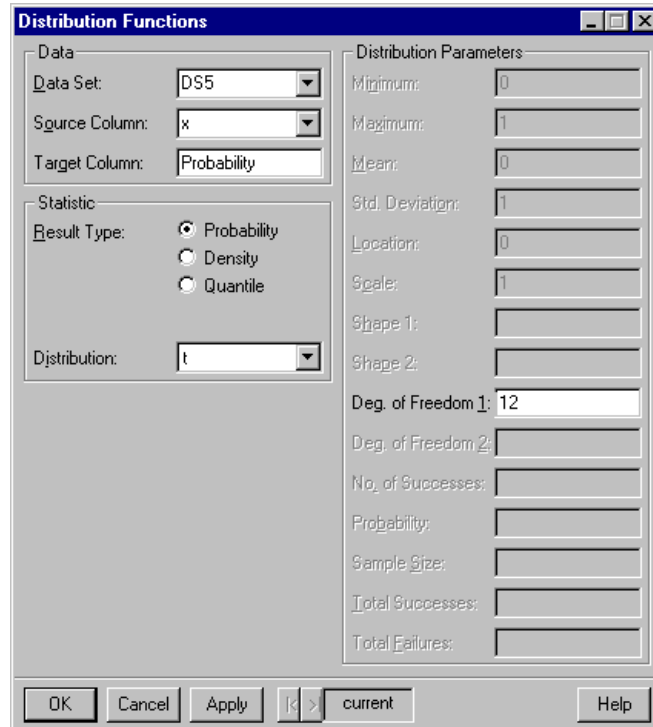 Distribution Functions
Data
Data Set: DS5
Source Column: x
Target Column: Probability
Statistic
Result Type: Probability
Density
Quantile
Distribution: t
Distribution Parameters
Minimum: 0
Maximum: 1
Mean: 0
Std. Deviation: 1
Location: 0
Scale: 1
Shape 1:
Shape 2:
Deg. of Freedom 1: 12
Deg. of Freedom 2:
No. of Successes:
Probability:
Sample Size:
Total Successes:
Total Failures:
OK Cancel Apply current Help